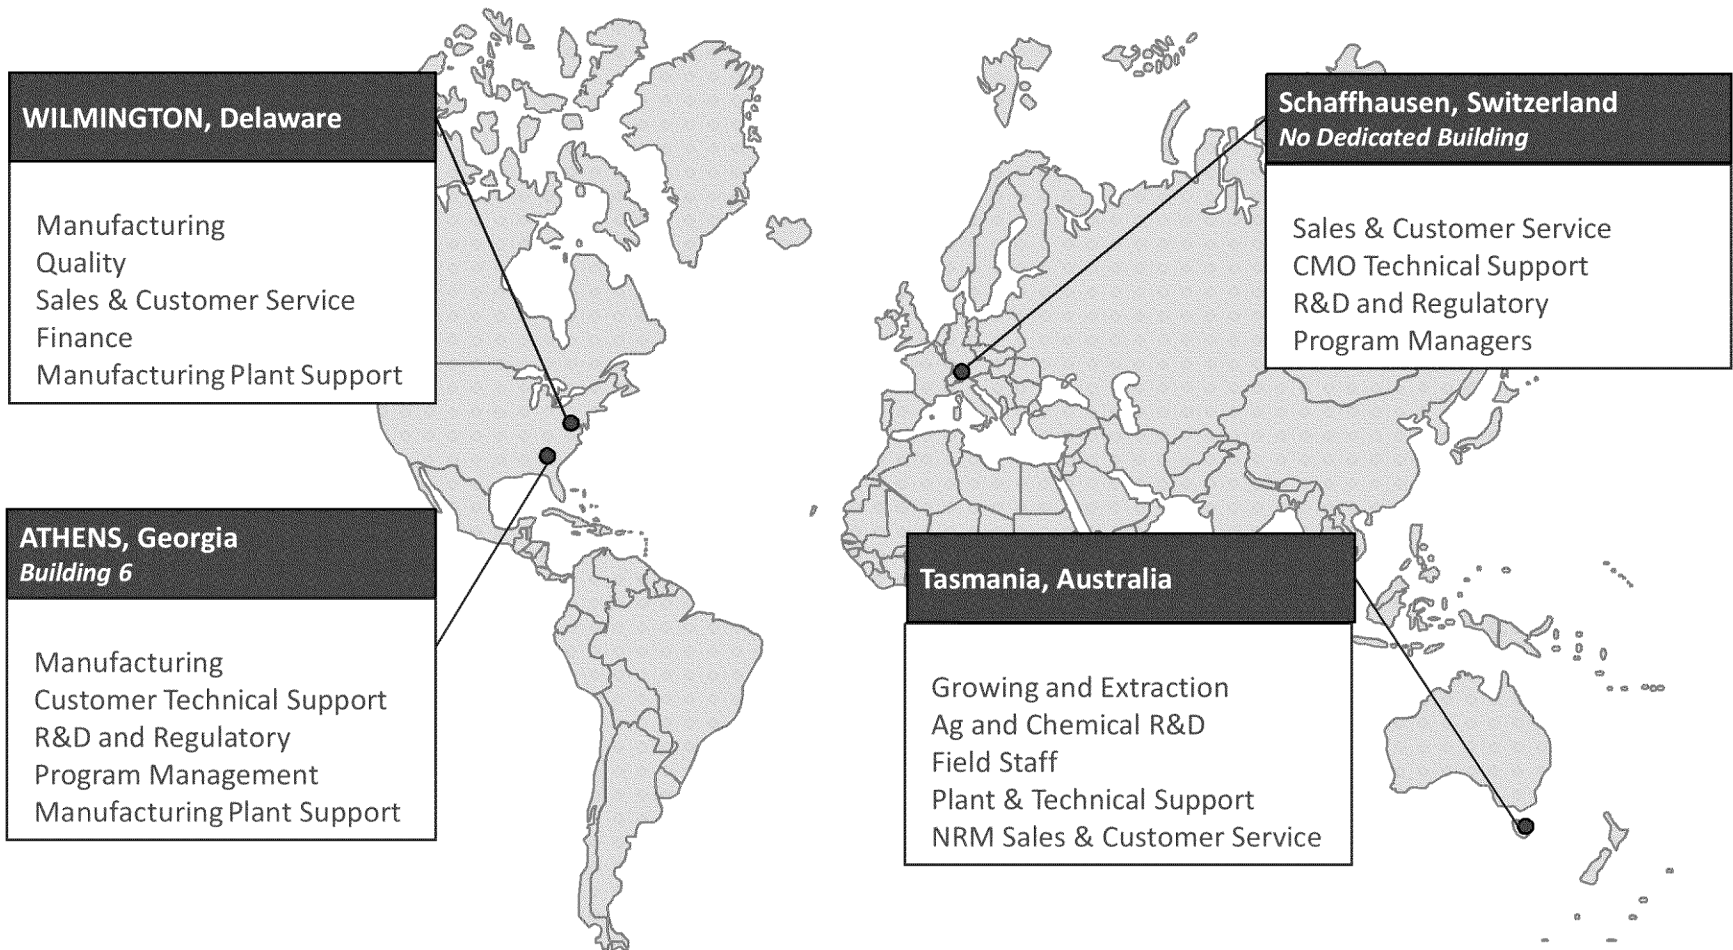 WILMINGTON, Delaware
Manufacturing
Quality
Sales & Customer Service
Finance
Manufacturing Plant Support
Schaffhausen, Switzerland
No Dedicated Building
Sales & Customer Service
CMO Technical Support
R&D and Regulatory
Program Managers
ATHENS, Georgia
Building 6
Manufacturing
Customer Technical Support
R&D and Regulatory
Program Management
Manufacturing Plant Support
Tasmania, Australia
Growing and Extraction
Ag and Chemical R&D
Field Staff
Plant & Technical Support
NRM Sales & Customer Service